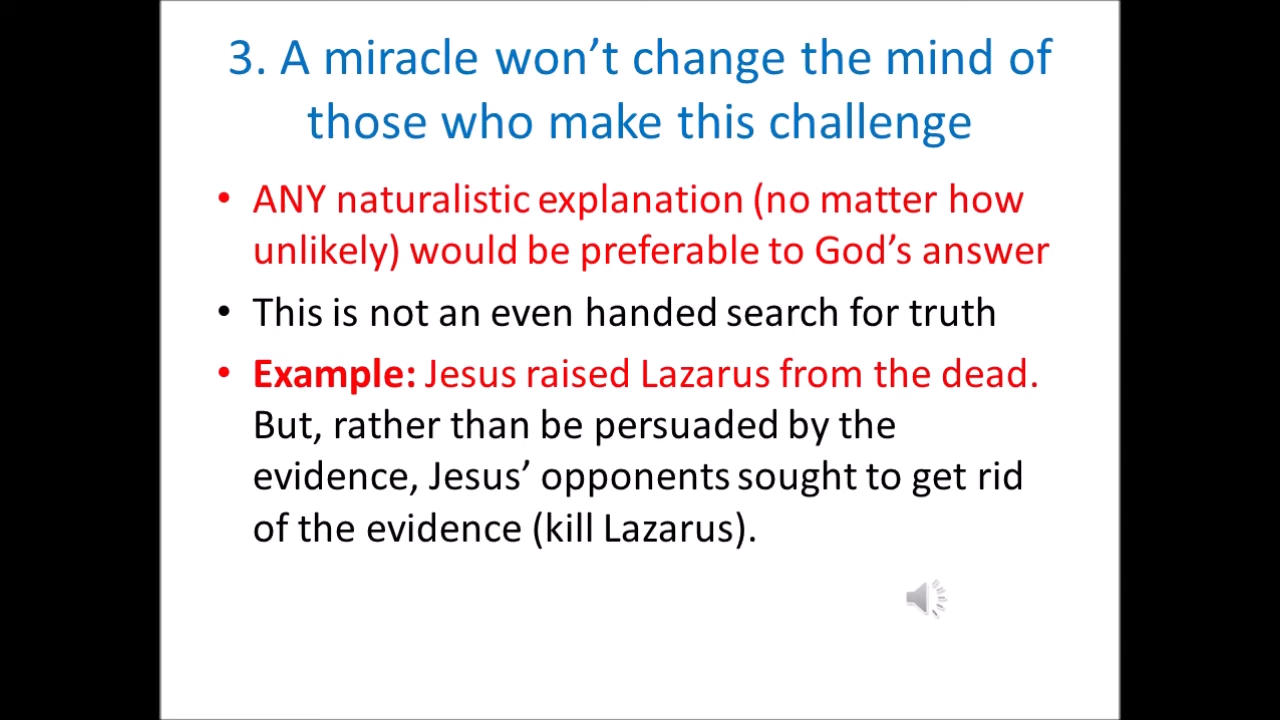 3. A miracle won’t change the mind of
those who make this challenge
• ANY naturalistic explanation (no matter how
unlikely) would be preferable to God’s answer
• This is not an even handed search for truth
• Example: Jesus raised Lazarus from the dead.
But, rather than be persuaded by the
evidence, Jesus’ opponents sought to get rid
of the evidence (kill Lazarus).